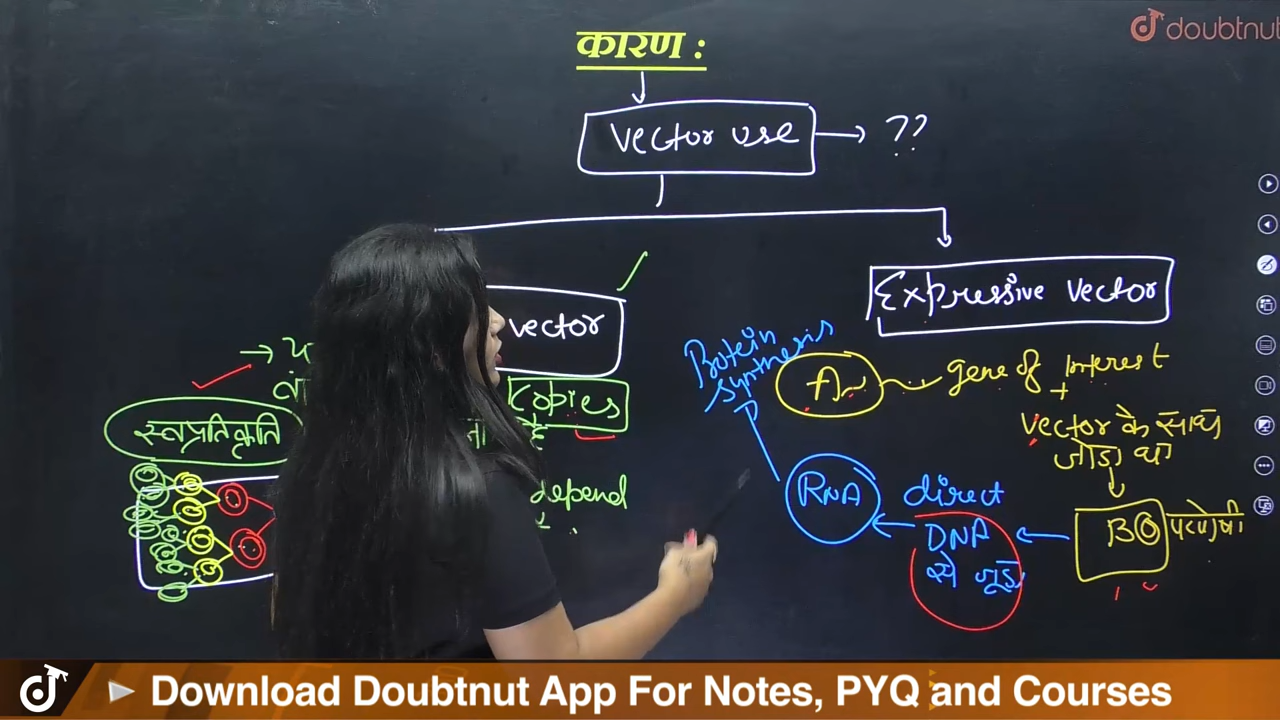 doubtnut
कारण :
Vector use → ??
Expressive Vector
vector
Protein
synthesis
A
gene of interest
+
Vector के साथ
जोडा था
Copies
स्वप्रतिकृति
है
depend
RNA
direct
DNA
से जुड़े
B
Download Doubtnut App For Notes, PYQ and Courses